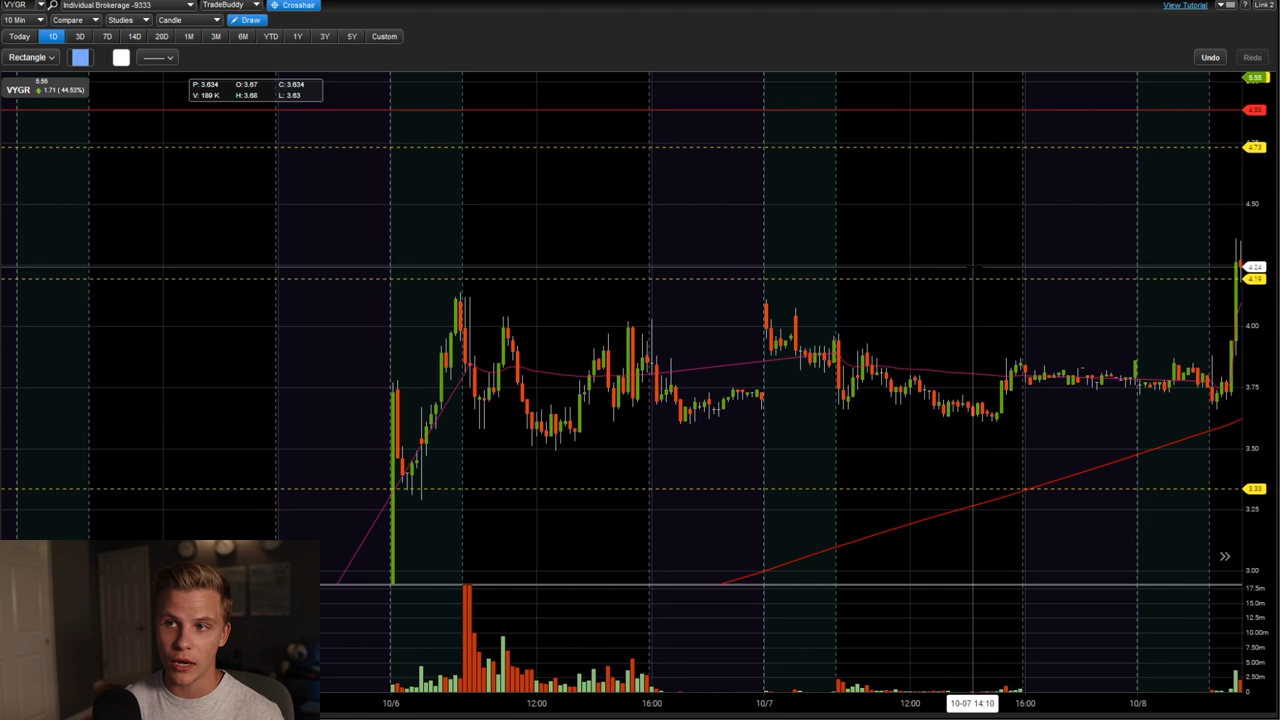 VYGR Individual Brokerage -9333 TradeBuddy Crosshair View Tutorial ? Link 2
10 Min Compare Studies Candle Draw
Today 1D 3D 7D 14D 20D 1M 3M 6M YTD 1Y 3Y 5Y Custom
Rectangle Undo Redo
5.55
VYGR 1.71 ( 44.53%)
P: 3.634 O: 3.67 C: 3.634
V: 189 K H: 3.68 L: 3.63
5.55
4.88
4.73
4.50
4.24
4.19
4.00
3.75
3.50
3.33
3.25
3.00
17.5m
15.0m
12.5m
10.00m
7.50m
5.00m
2.50m
0
10/6 12:00 16:00 10/7 12:00 10-07 14:10 16:00 10/8